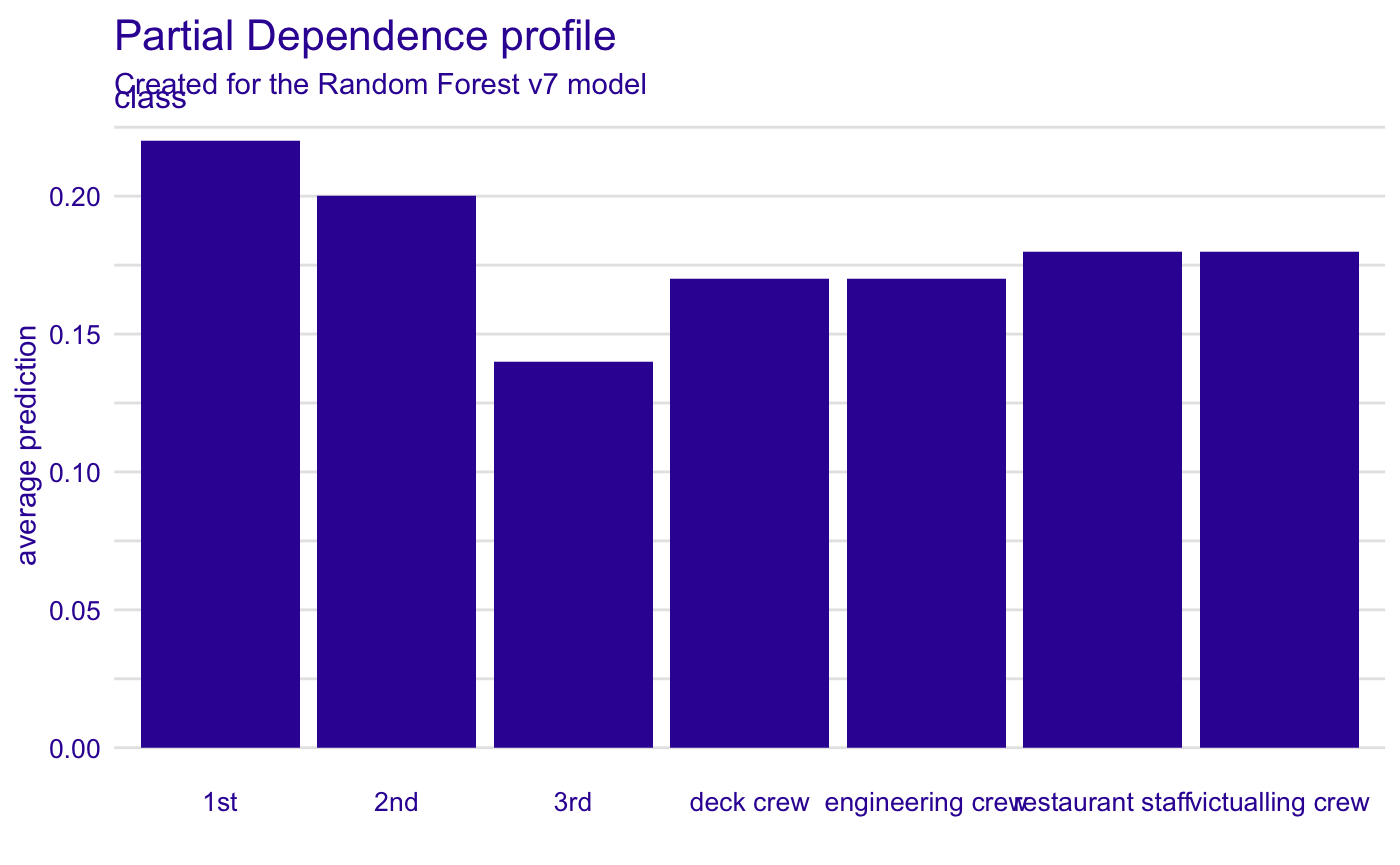 Partial Dependence profile
Created for the Random Forest v7 model
class
average prediction
0.20
0.15
0.10
0.05
0.00
1st 2nd 3rd deck crew engineering crew restaurant staff victualling crew